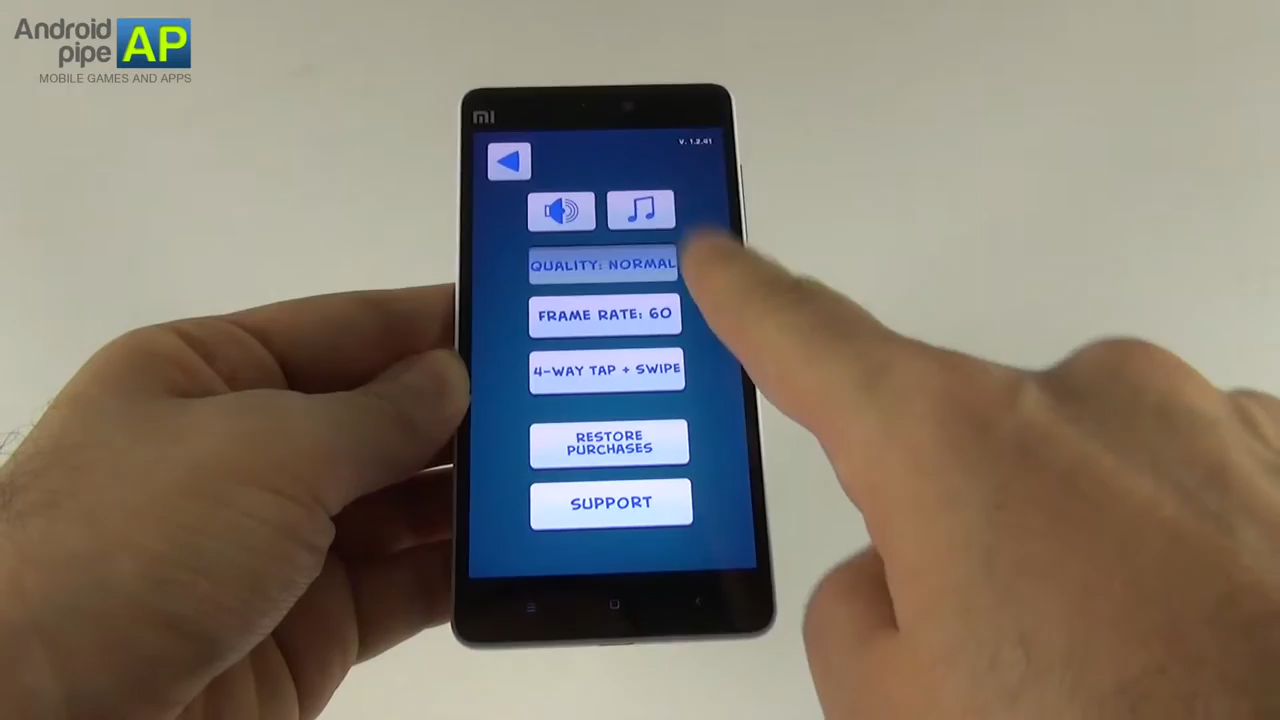 Android
pipe AP
MOBILE GAMES AND APPS
MI
V. 1.2.41
QUALITY: NORMAL
FRAME RATE: 60
4-WAY TAP + SWIPE
RESTORE
PURCHASES
SUPPORT